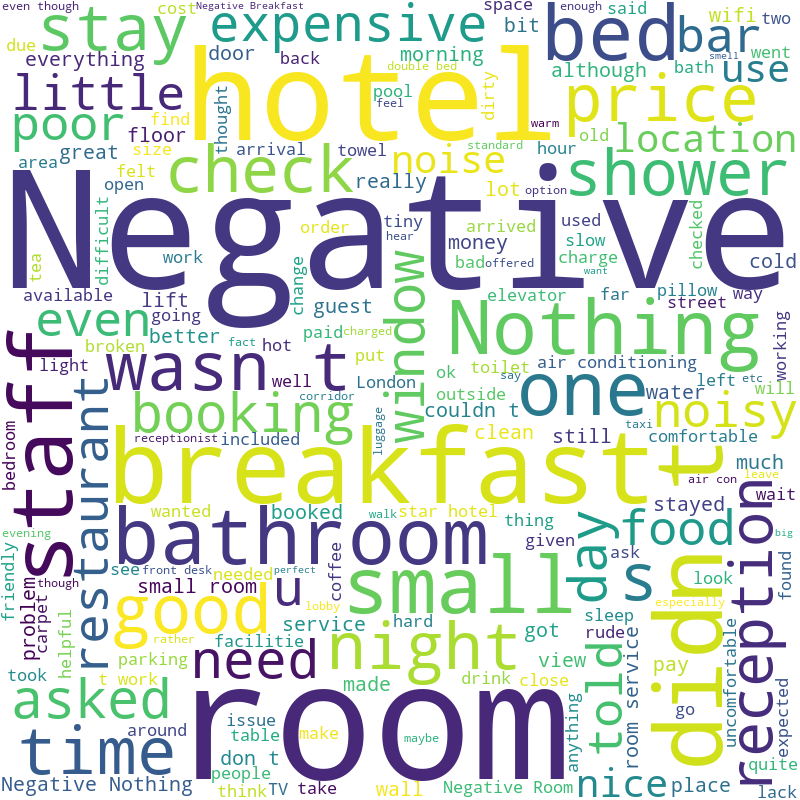 even though
cost
Negative Breakfast
expensive
space
enough
said
wifi
two
stay
due
door
back
morning
bit
bed
bar
went
everything
hotel
double bed
although
smell
bath
use
little
pool
feel
dirty
price
poor
find
floor
thought
warm
old
location
area
great
size
arrival
towel
noise
standard
hour
felt
check
really
lot
shower
open
difficult
tiny
option
Negative
order
hear
arrived
used
checked
work
money
slow
cold
tea
bad
offered
charge
want
available
lift
going
change
guest
window
elevator
far
pillow
street
way
even
better
paid
charged
Nothing
working
broken
fact
hot
put
staff
light
wasn t
well
London
ok
toilet
air conditioning
left
etc
will
restaurant
corridor
outside
couldn t
one
water
noisy
bedroom
booking
say
receptionist
included
luggage
clean
still
taxi
comfortable
t
much
breakfast
air con
leave
wait
reception
wanted
booked
walk
star hotel
thing
day
food
stayed
evening
bathroom
given
s
ask
big
friendly
see
front desk
needed
perfect
coffee
look
found
though
problem
carpet
small room
u
small
helpful
good
lobby
sleep
especially
didn
service
hard
rude
rather
facilitie
night
got
told
room service
uncomfortable
expected
took
parking
need
view
pay
t work
drink
close
asked
made
anything
go
around
issue
make
room
time
table
maybe
don t
people
quite
Negative Nothing
think
TV
take
wall
Negative Room
nice
place
lack